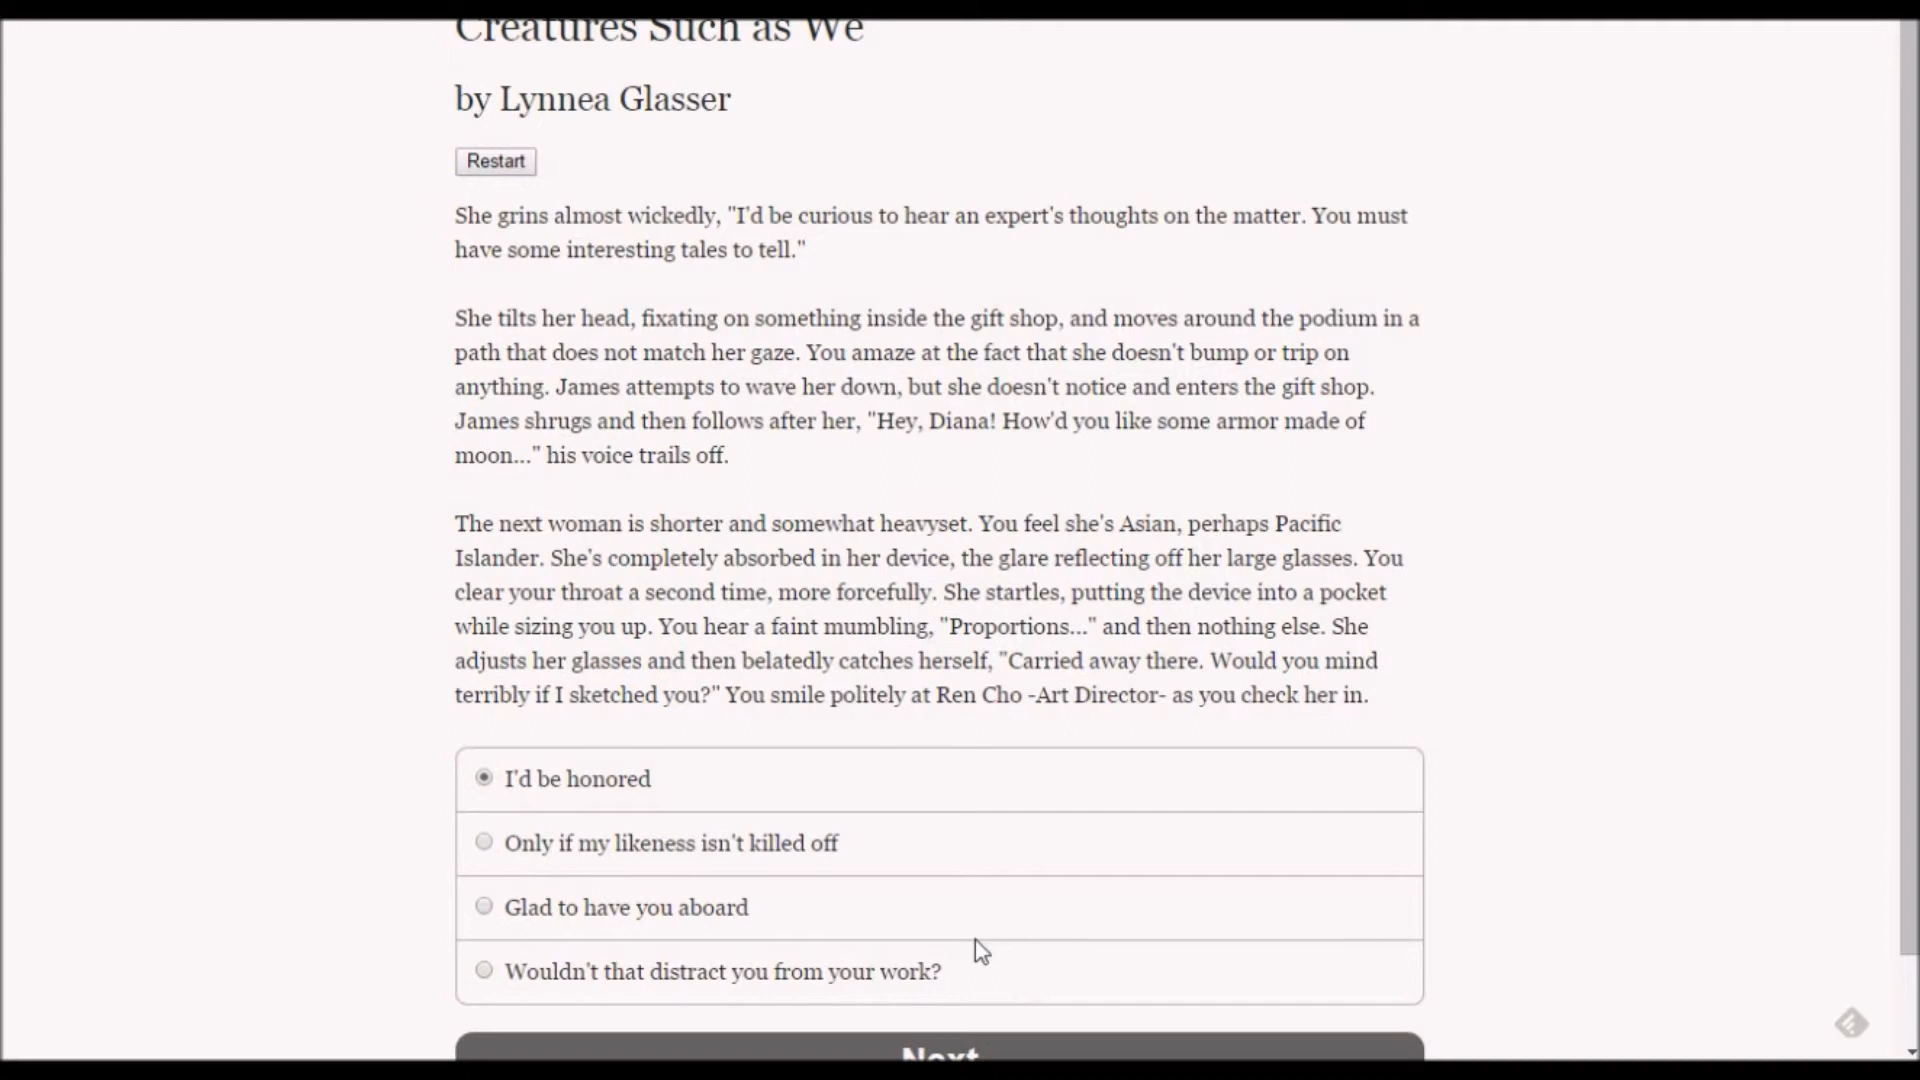 Creatures Such as We
by Lynnea Glasser
Restart
She grins almost wickedly, "I'd be curious to hear an expert's thoughts on the matter. You must
have some interesting tales to tell."
She tilts her head, fixating on something inside the gift shop, and moves around the podium in a
path that does not match her gaze. You amaze at the fact that she doesn't bump or trip on
anything. James attempts to wave her down, but she doesn't notice and enters the gift shop.
James shrugs and then follows after her, "Hey, Diana! How'd you like some armor made of
moon..." his voice trails off.
The next woman is shorter and somewhat heavyset. You feel she's Asian, perhaps Pacific
Islander. She's completely absorbed in her device, the glare reflecting off her large glasses. You
clear your throat a second time, more forcefully. She startles, putting the device into a pocket
while sizing you up. You hear a faint mumbling, "Proportions..." and then nothing else. She
adjusts her glasses and then belatedly catches herself, "Carried away there. Would you mind
terribly if I sketched you?" You smile politely at Ren Cho -Art Director- as you check her in.
I'd be honored
Only if my likeness isn't killed off
Glad to have you aboard
Wouldn't that distract you from your work?
Next